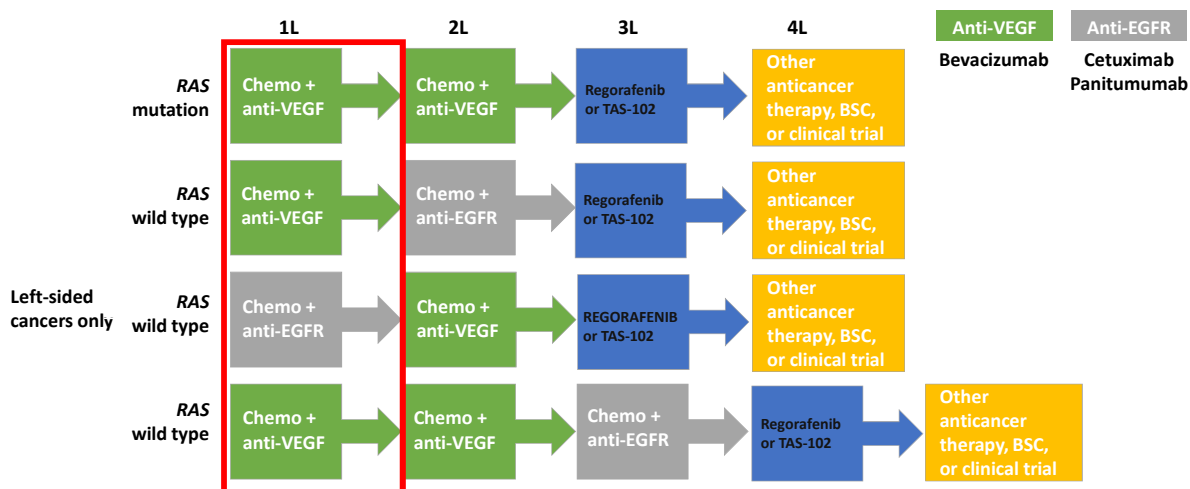 1L
2L
3L
4L
Anti-VEGF
Bevacizumab
Anti-EGFR
Cetuximab
Panitumumab
RAS
mutation
Chemo +
anti-VEGF
Chemo +
anti-VEGF
Regorafenib
or TAS-102
Other
anticancer
therapy, BSC,
or clinical trial
RAS
wild type
Chemo +
anti-VEGF
Chemo +
anti-EGFR
Regorafenib
or TAS-102
Other
anticancer
therapy, BSC,
or clinical trial
Left-sided
cancers only
RAS
wild type
Chemo +
anti-EGFR
Chemo +
anti-VEGF
REGORAFENIB
or TAS-102
Other
anticancer
therapy, BSC,
or clinical trial
RAS
wild type
Chemo +
anti-VEGF
Chemo +
anti-VEGF
Chemo +
anti-EGFR
Regorafenib
or TAS-102
Other
anticancer
therapy, BSC,
or clinical trial